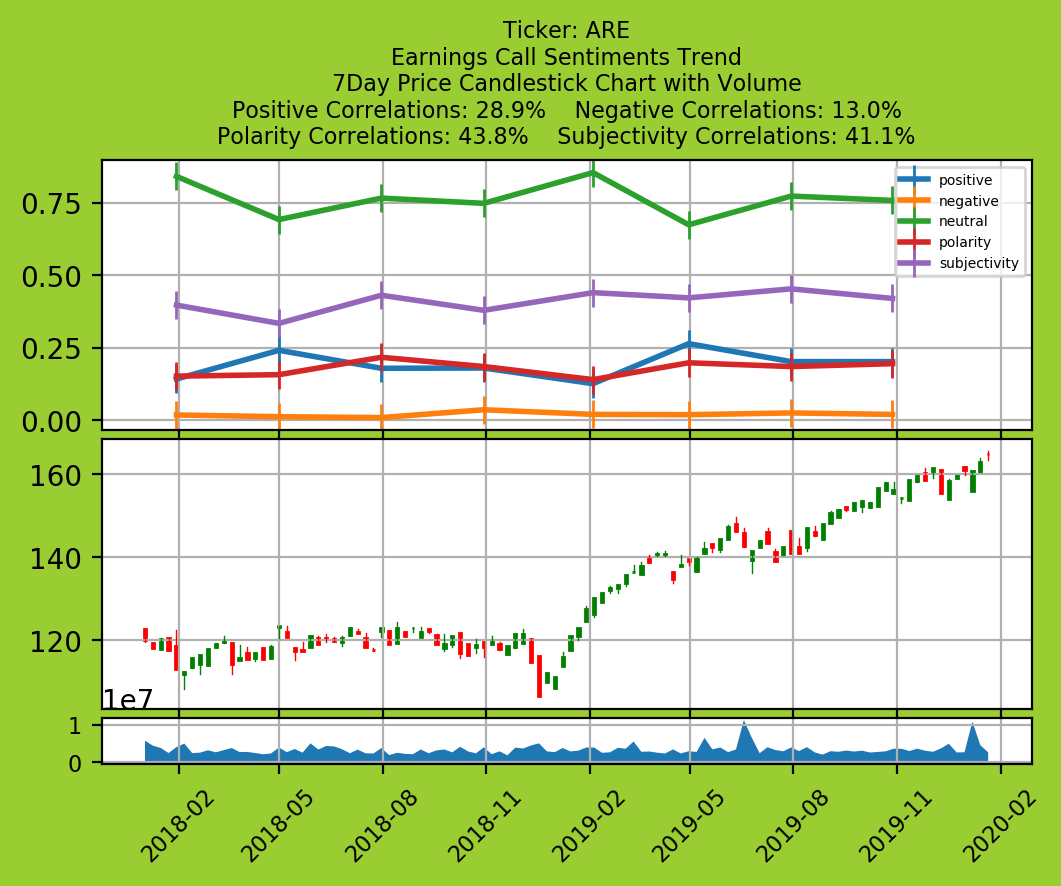 Ticker: ARE
Earnings Call Sentiments Trend
7Day Price Candlestick Chart with Volume
Positive Correlations: 28.9%    Negative Correlations: 13.0%
Polarity Correlations: 43.8%    Subjectivity Correlations: 41.1%
0.75
0.50
0.25
0.00
positive
negative
neutral
polarity
subjectivity
160
140
120
1e7
1
0
2018-02
2018-05
2018-08
2018-11
2019-02
2019-05
2019-08
2019-11
2020-02